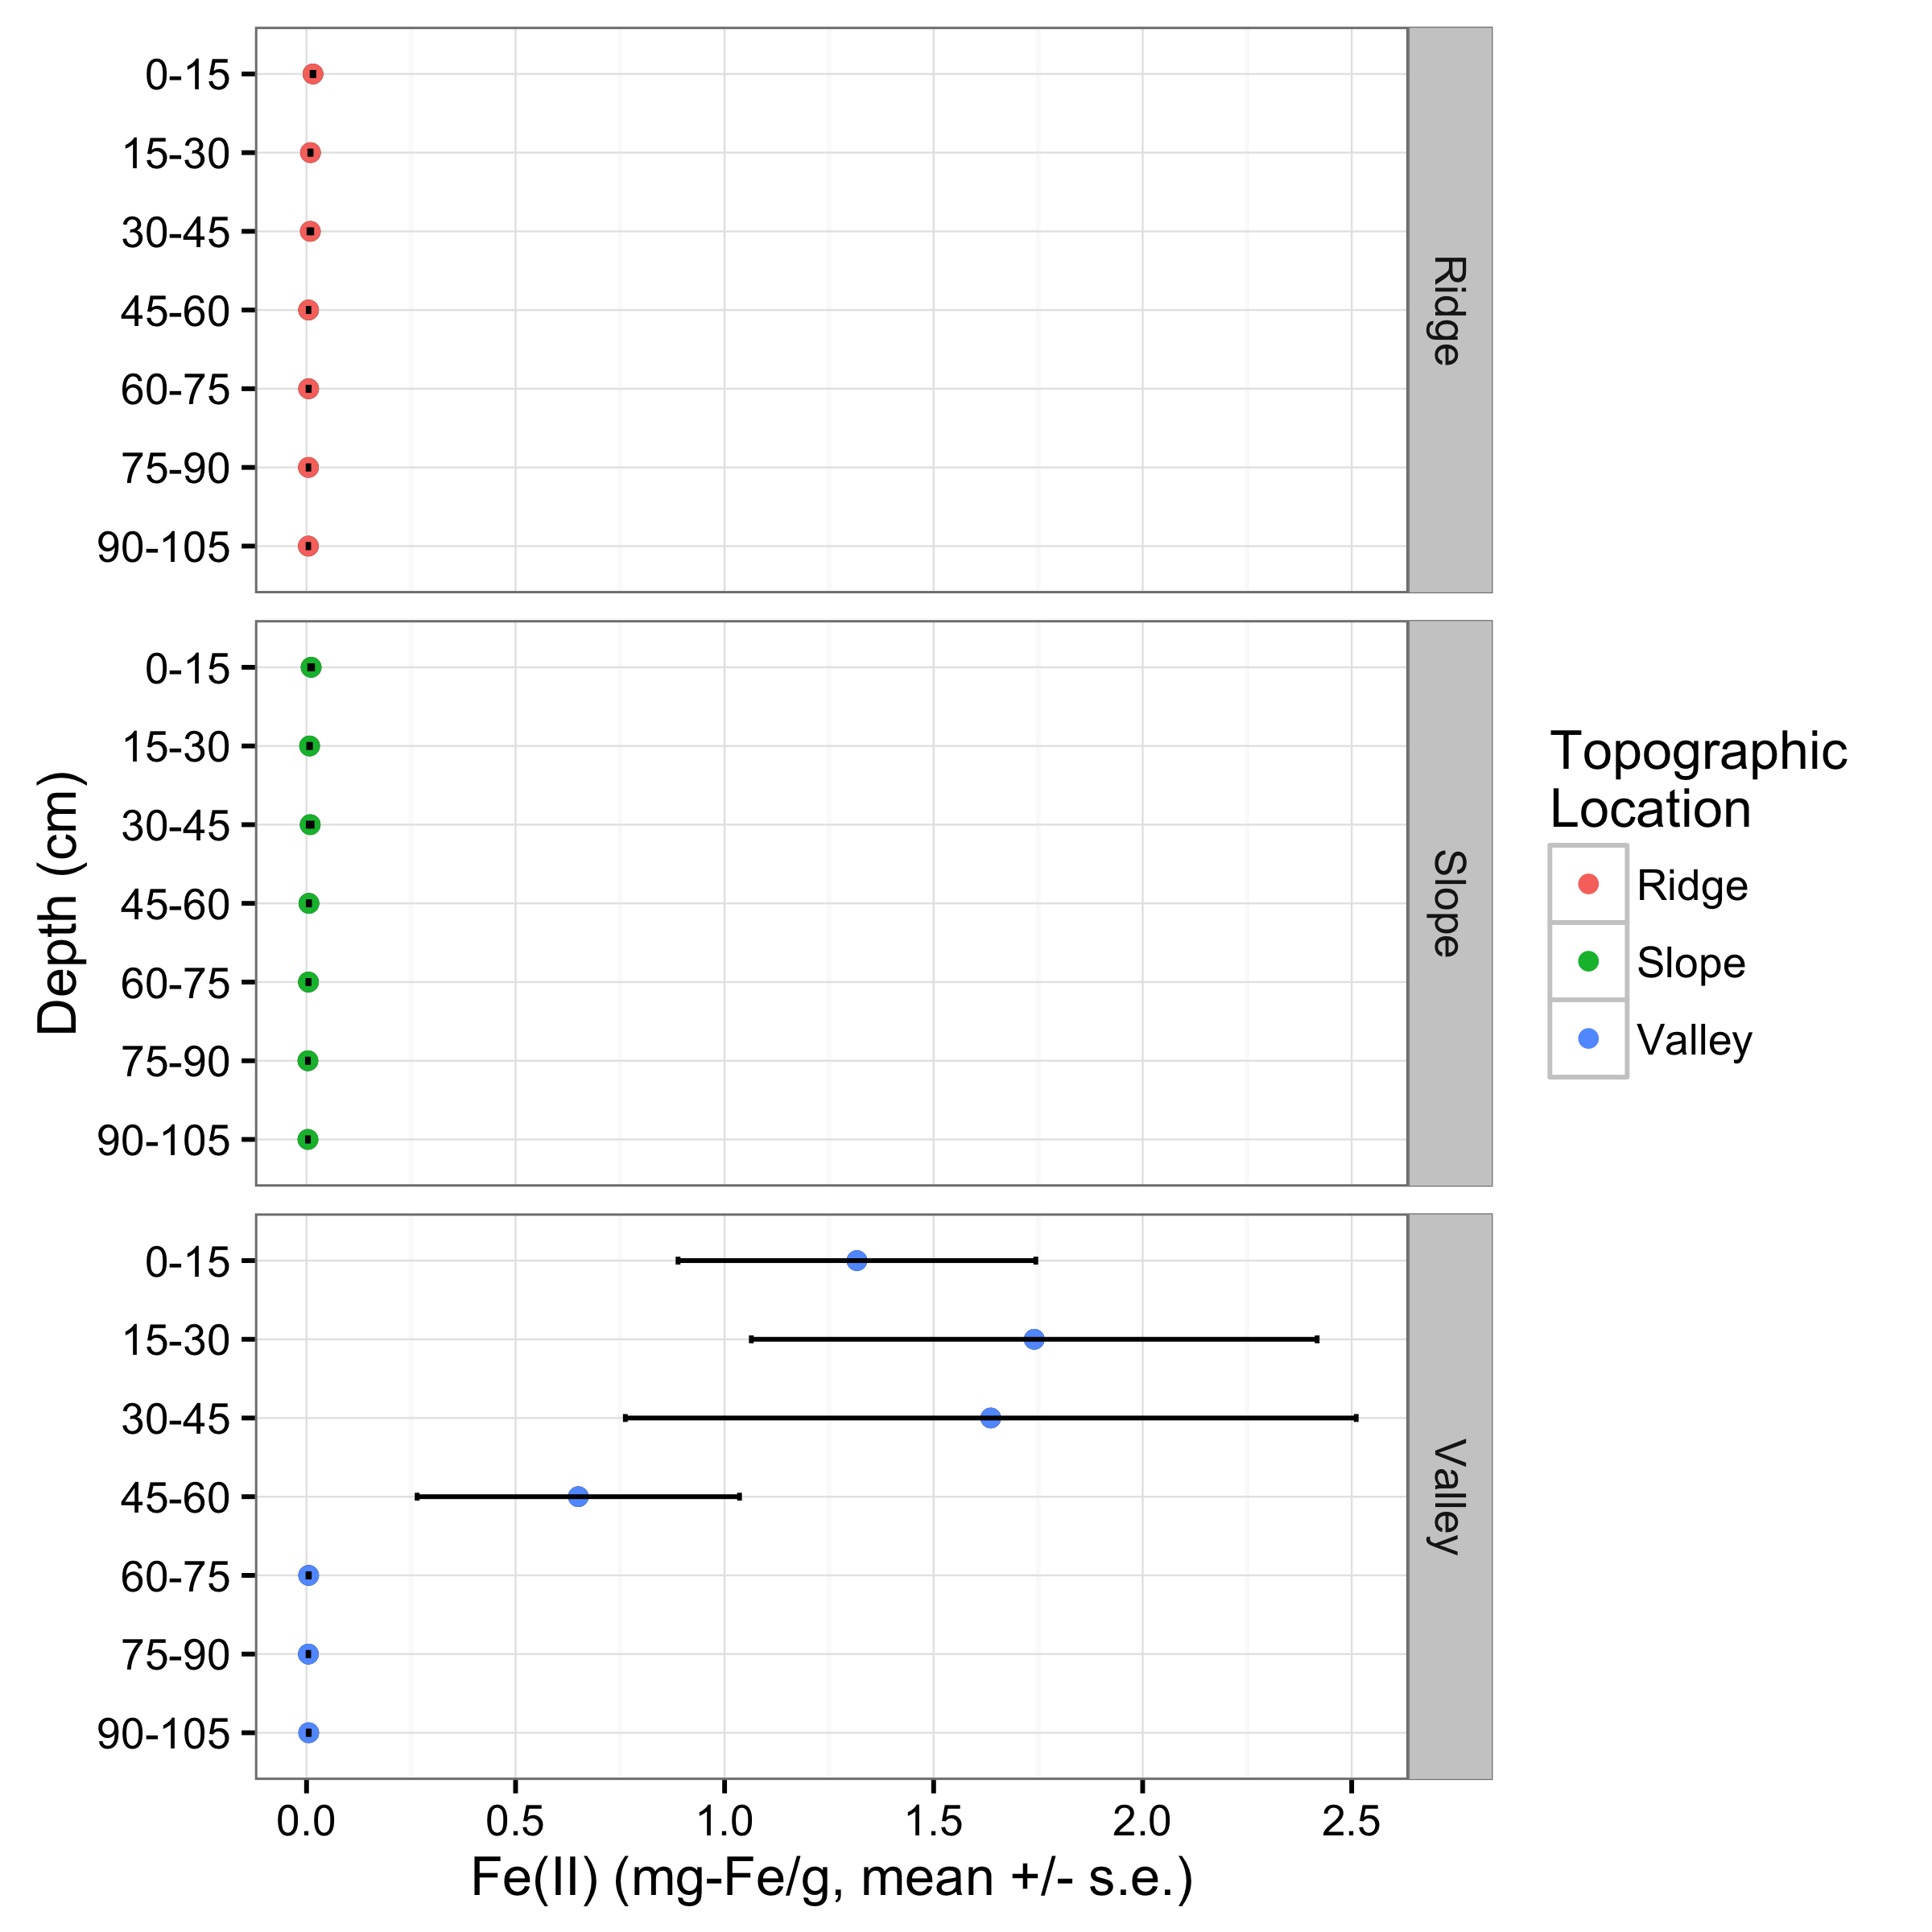 0-15
15-30
30-45
45-60
60-75
75-90
90-105
Ridge
0-15
15-30
30-45
45-60
60-75
75-90
90-105
Slope
0-15
15-30
30-45
45-60
60-75
75-90
90-105
Valley
Depth (cm)
0.0
0.5
1.0
1.5
2.0
2.5
Fe(II) (mg-Fe/g, mean +/- s.e.)
Topographic
Location
Ridge
Slope
Valley